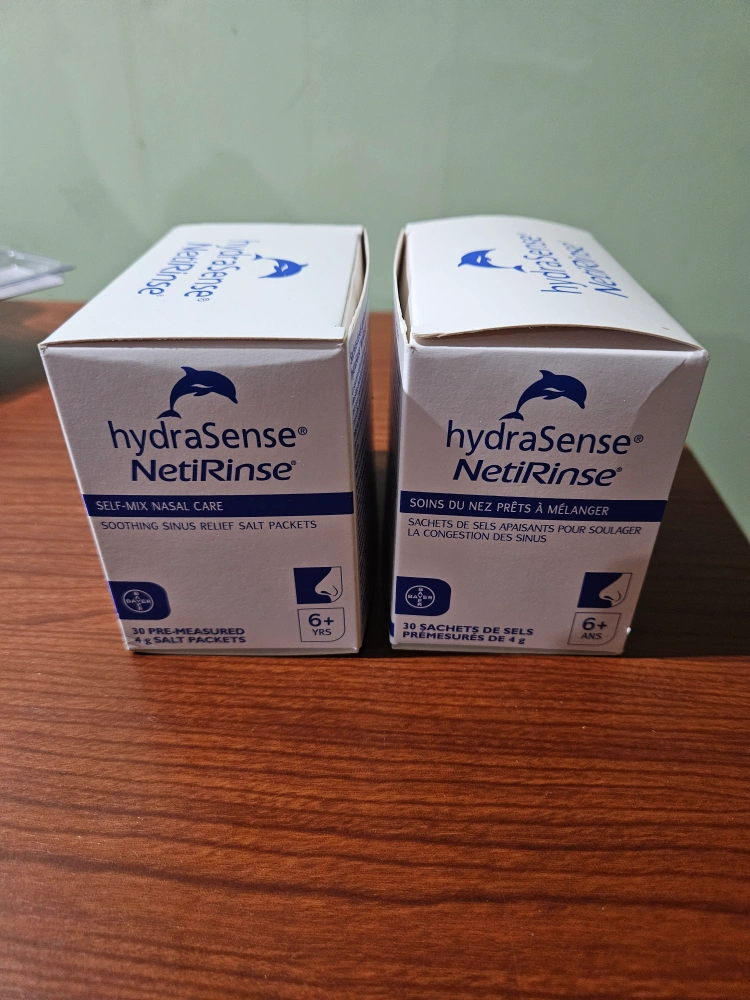 hydraSense®
NetiRinse®
hydraSense®
NetiRinse®
SELF-MIX NASAL CARE
SOOTHING SINUS RELIEF SALT PACKETS
BAYER
BAYER
6+
YRS
30 PRE-MEASURED
4 g SALT PACKETS
hydraSense®
NetiRinse®
hydraSense®
NetiRinse®
SOINS DU NEZ PRÊTS À MÉLANGER
SACHETS DE SELS APAISANTS POUR SOULAGER
LA CONGESTION DES SINUS
BAYER
BAYER
6+
ANS
30 SACHETS DE SELS
PRÉMESURÉS DE 4 g